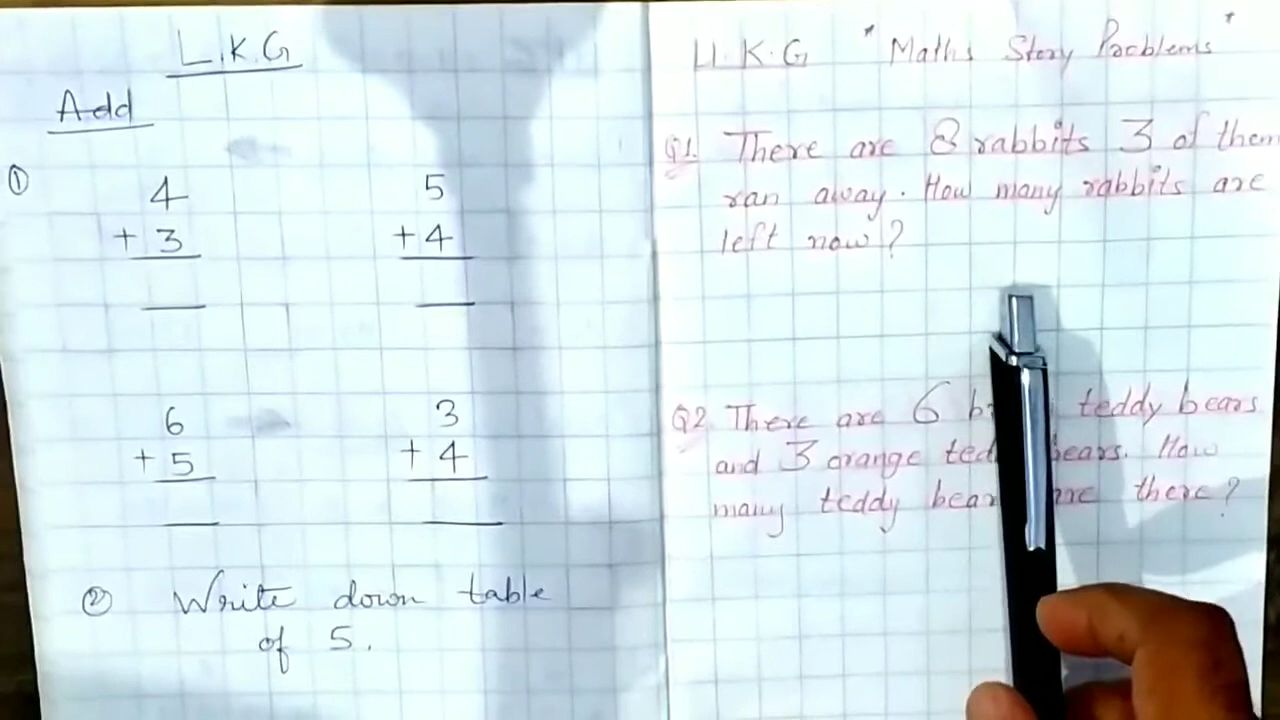 L.K.G
Add
① 4 5
+ 3 + 4
6 3
+ 5 + 4
② Write down table
of 5.
U.K.G "Maths Story Problems"
Q1. There are 8 rabbits 3 of them
ran away. How many rabbits are
left now?
Q2 There are 6 teddy bears
and 3 orange bears. How
many teddy there?